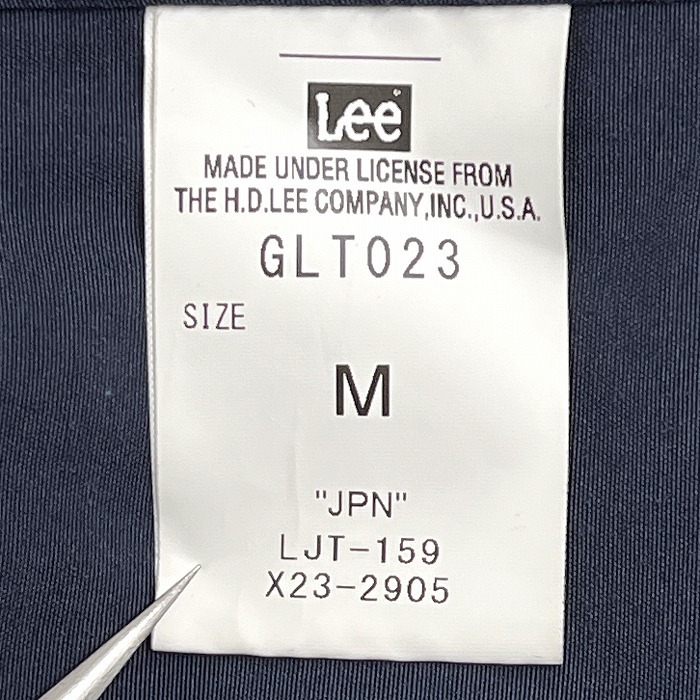 Lee®
MADE UNDER LICENSE FROM
THE H.D.LEE COMPANY,INC.,U.S.A.
GLT023
SIZE
M
"JPN"
LJT-159
X23-2905